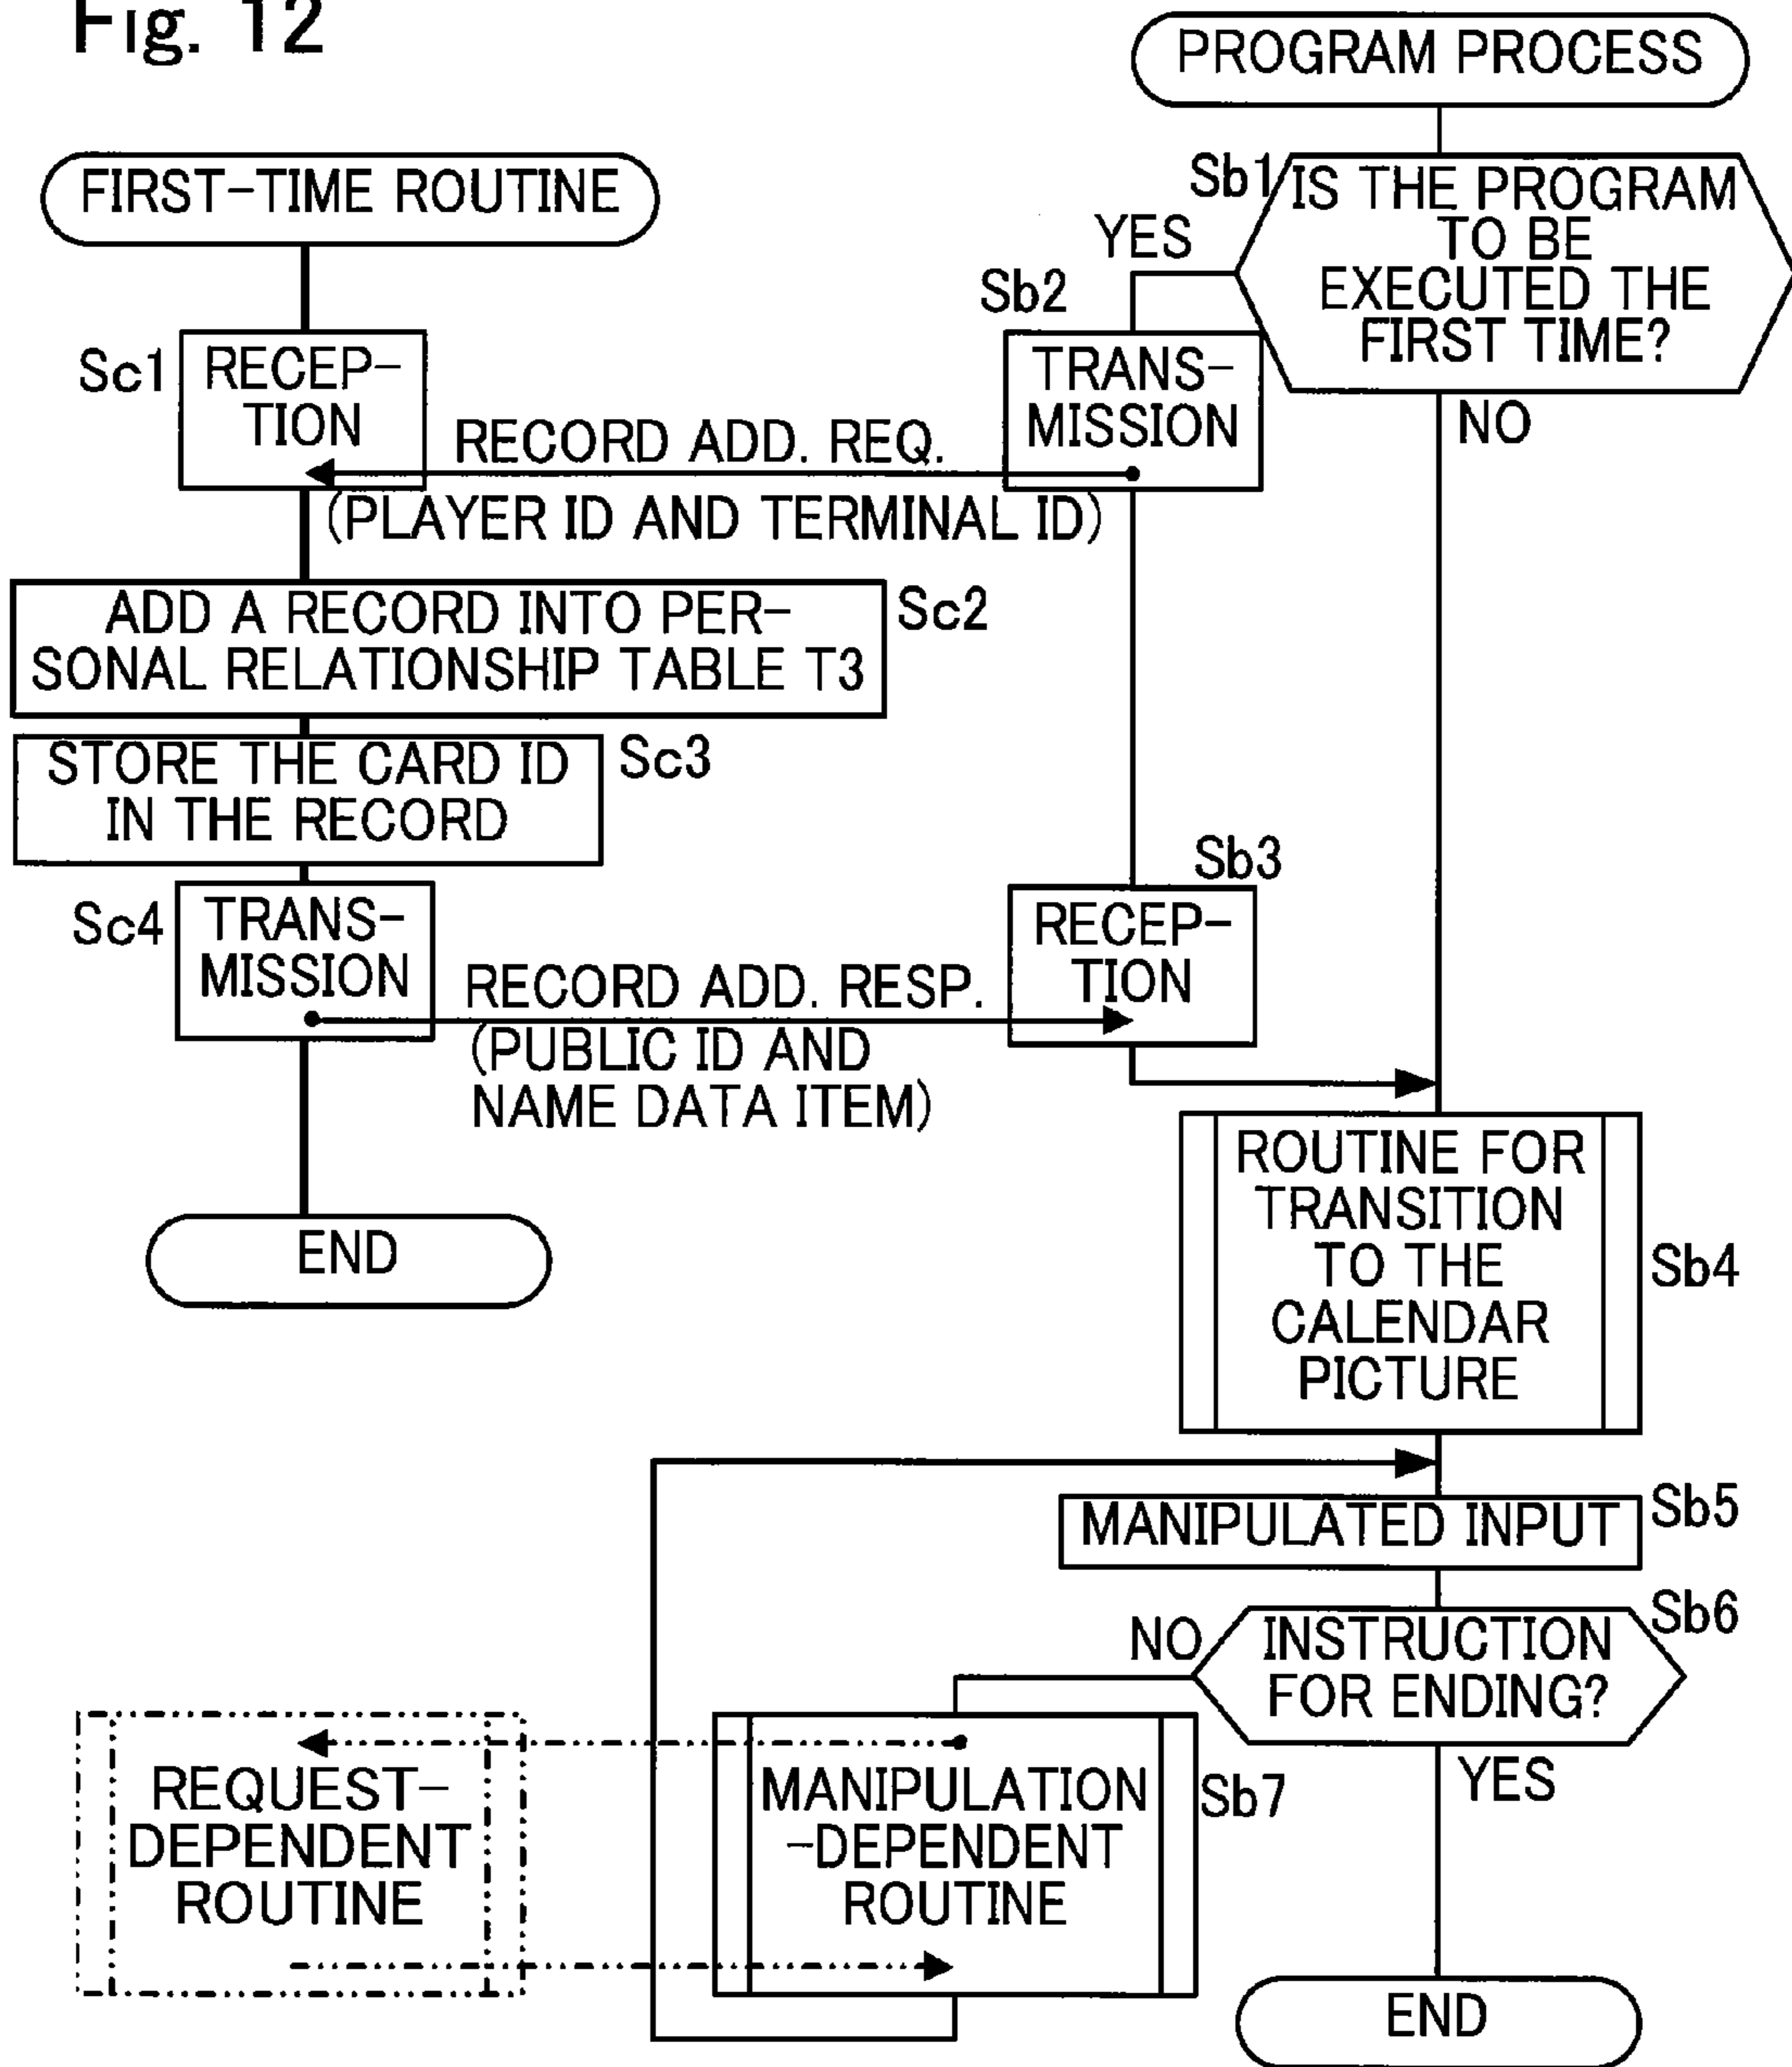 Fig. 12
PROGRAM PROCESS
Sb1
IS THE PROGRAM
TO BE
EXECUTED THE
FIRST TIME?
YES
NO
FIRST-TIME ROUTINE
Sb2
TRANS-
MISSION
Sc1
RECEP-
TION
RECORD ADD. REQ.
(PLAYER ID AND TERMINAL ID)
ADD A RECORD INTO PER-
SONAL RELATIONSHIP TABLE T3
Sc2
STORE THE CARD ID
IN THE RECORD
Sc3
Sc4
TRANS-
MISSION
Sb3
RECEP-
TION
RECORD ADD. RESP.
(PUBLIC ID AND
NAME DATA ITEM)
END
ROUTINE FOR
TRANSITION
TO THE
CALENDAR
PICTURE
Sb4
MANIPULATED INPUT
Sb5
Sb6
INSTRUCTION
FOR ENDING?
NO
YES
REQUEST-
DEPENDENT
ROUTINE
MANIPULATION
-DEPENDENT
ROUTINE
Sb7
END